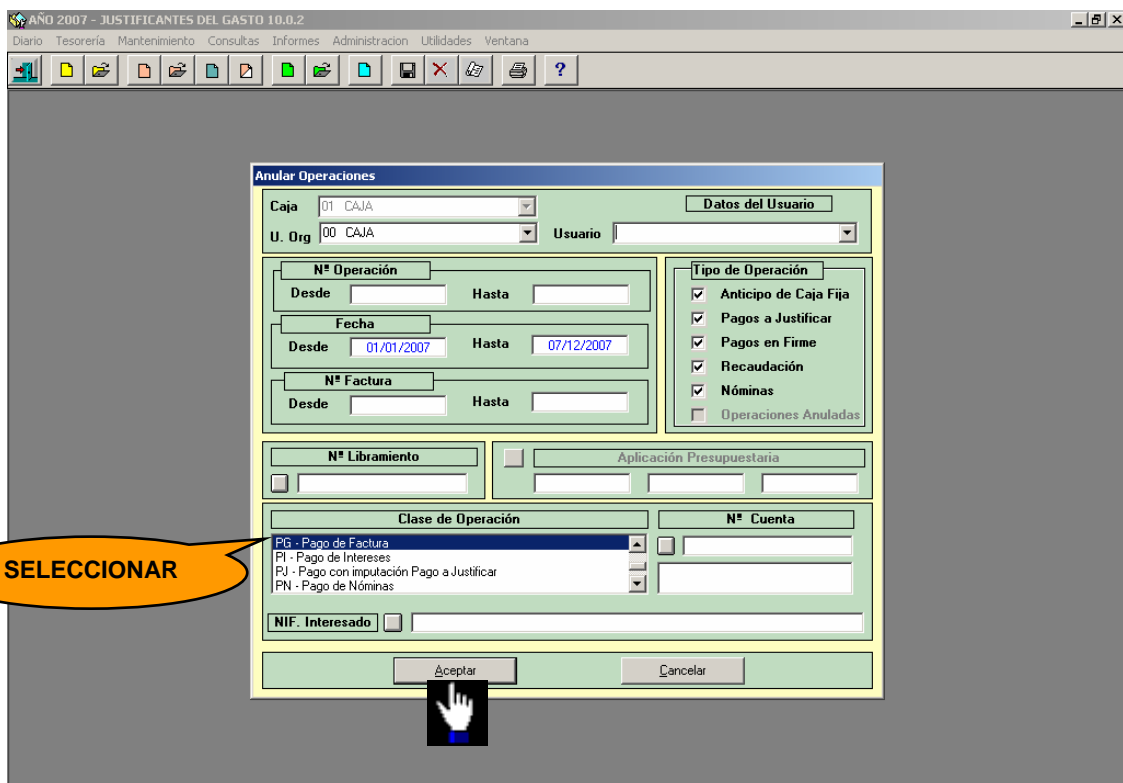 AÑO 2007 - JUSTIFICANTES DEL GASTO 10.0.2
Diario Tesorería Mantenimiento Consultas Informes Administracion Utilidades Ventana
?
Anular Operaciones
Caja 01 CAJA Datos del Usuario
U. Org 00 CAJA Usuario
Nª Operación
Desde Hasta
Fecha
Desde 01/01/2007 Hasta 07/12/2007
Nª Factura
Desde Hasta
Tipo de Operación
Anticipo de Caja Fija
Pagos a Justificar
Pagos en Firme
Recaudación
Nóminas
Operaciones Anuladas
Nª Libramiento Aplicación Presupuestaria
Clase de Operación Nª Cuenta
PG - Pago de Factura
PI - Pago de Intereses
PJ - Pago con imputación Pago a Justificar
PN - Pago de Nóminas
SELECCIONAR
NIF. Interesado
Aceptar Cancelar